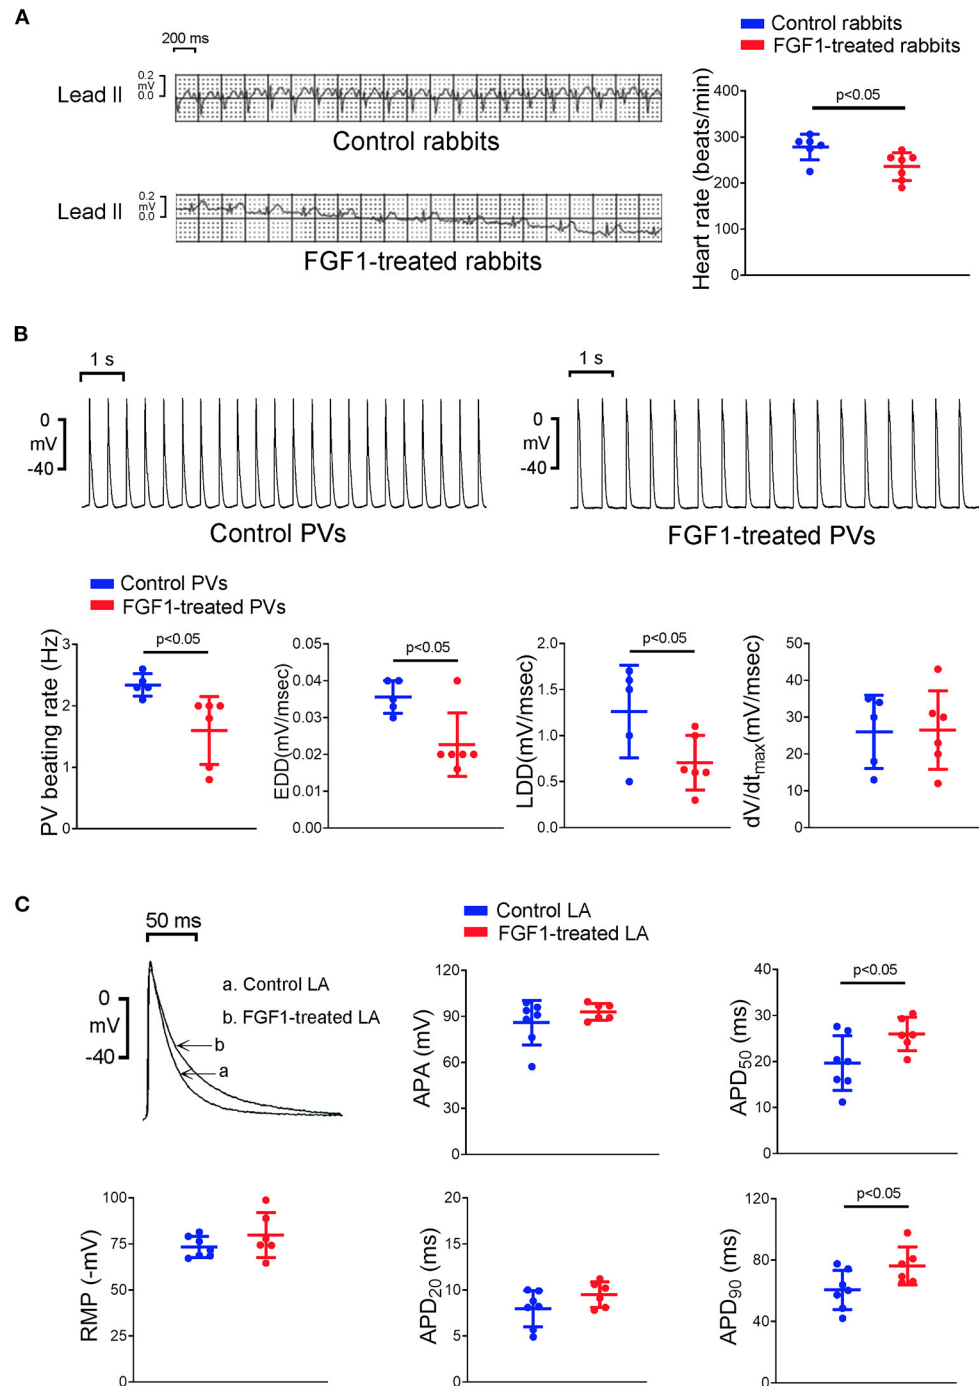 A
200 ms
Control rabbits
FGF1-treated rabbits
Lead II
0.2
mV
0.0
Control rabbits
Lead II
0.2
mV
0.0
FGF1-treated rabbits
Heart rate (beats/min)
400
300
200
100
0
p<0.05
B
1 s
0
mV
-40
Control PVs
1 s
0
mV
-40
FGF1-treated PVs
Control PVs
FGF1-treated PVs
PV beating rate (Hz)
3
2
1
0
p<0.05
EDD(mV/msec)
0.05
0.04
0.03
0.02
0.01
0.00
p<0.05
LDD(mV/msec)
2.0
1.5
1.0
0.5
0.0
p<0.05
dV/dtmax(mV/msec)
50
40
30
20
10
0
C
50 ms
0
mV
-40
a. Control LA
b. FGF1-treated LA
b
a
Control LA
FGF1-treated LA
APA (mV)
120
90
60
30
0
APD50 (ms)
40
30
20
10
0
p<0.05
RMP (-mV)
100
75
50
25
0
APD20 (ms)
20
15
10
5
0
APD90 (ms)
120
80
40
0
p<0.05